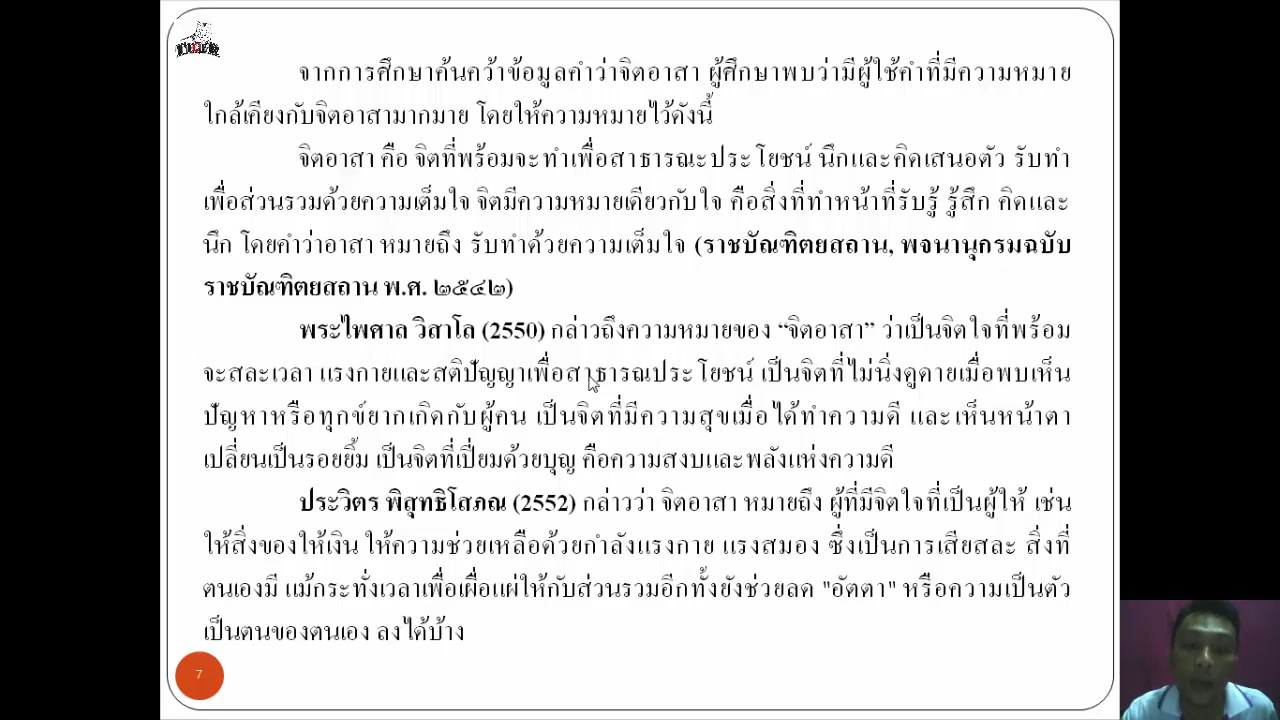 จากการศึกษาค้นคว้าข้อมูลคำว่าจิตอาสา ผู้ศึกษาพบว่ามีผู้ใช้คำที่มีความหมาย
ใกล้เคียงกับจิตอาสามากมาย โดยให้ความหมายไว้ดังนี้
จิตอาสา คือ จิตที่พร้อมจะทำเพื่อสาธารณะประโยชน์ นึกและคิดเสนอตัว รับทำ
เพื่อส่วนรวมด้วยความเต็มใจ จิตมีความหมายเดียวกับใจ คือสิ่งที่ทำหน้าที่รับรู้ รู้สึก คิดและ
นึก โดยคำว่าอาสา หมายถึง รับทำด้วยความเต็มใจ (ราชบัณฑิตยสถาน, พจนานุกรมฉบับ
ราชบัณฑิตยสถาน พ.ศ. ๒๕๔๒)
พระไพศาล วิสาโล (2550) กล่าวถึงความหมายของ “จิตอาสา” ว่าเป็นจิตใจที่พร้อม
จะสละเวลา แรงกายและสติปัญญาเพื่อสาธารณประโยชน์ เป็นจิตที่ไม่นิ่งดูดายเมื่อพบเห็น
ปัญหาหรือทุกข์ยากเกิดกับผู้คน เป็นจิตที่มีความสุขเมื่อได้ทำความดี และเห็นหน้าตา
เปลี่ยนเป็นรอยยิ้ม เป็นจิตที่เปี่ยมด้วยบุญ คือความสงบและพลังแห่งความดี
ประวิตร พิสุทธิโสภณ (2552) กล่าวว่า จิตอาสา หมายถึง ผู้ที่มีจิตใจที่เป็นผู้ให้ เช่น
ให้สิ่งของให้เงิน ให้ความช่วยเหลือด้วยกำลังแรงกาย แรงสมอง ซึ่งเป็นการเสียสละ สิ่งที่
ตนเองมี แม้กระทั่งเวลาเพื่อเผื่อแผ่ให้กับส่วนรวมอีกทั้งยังช่วยลด "อัตตา" หรือความเป็นตัว
เป็นตนของตนเอง ลงได้บ้าง
7